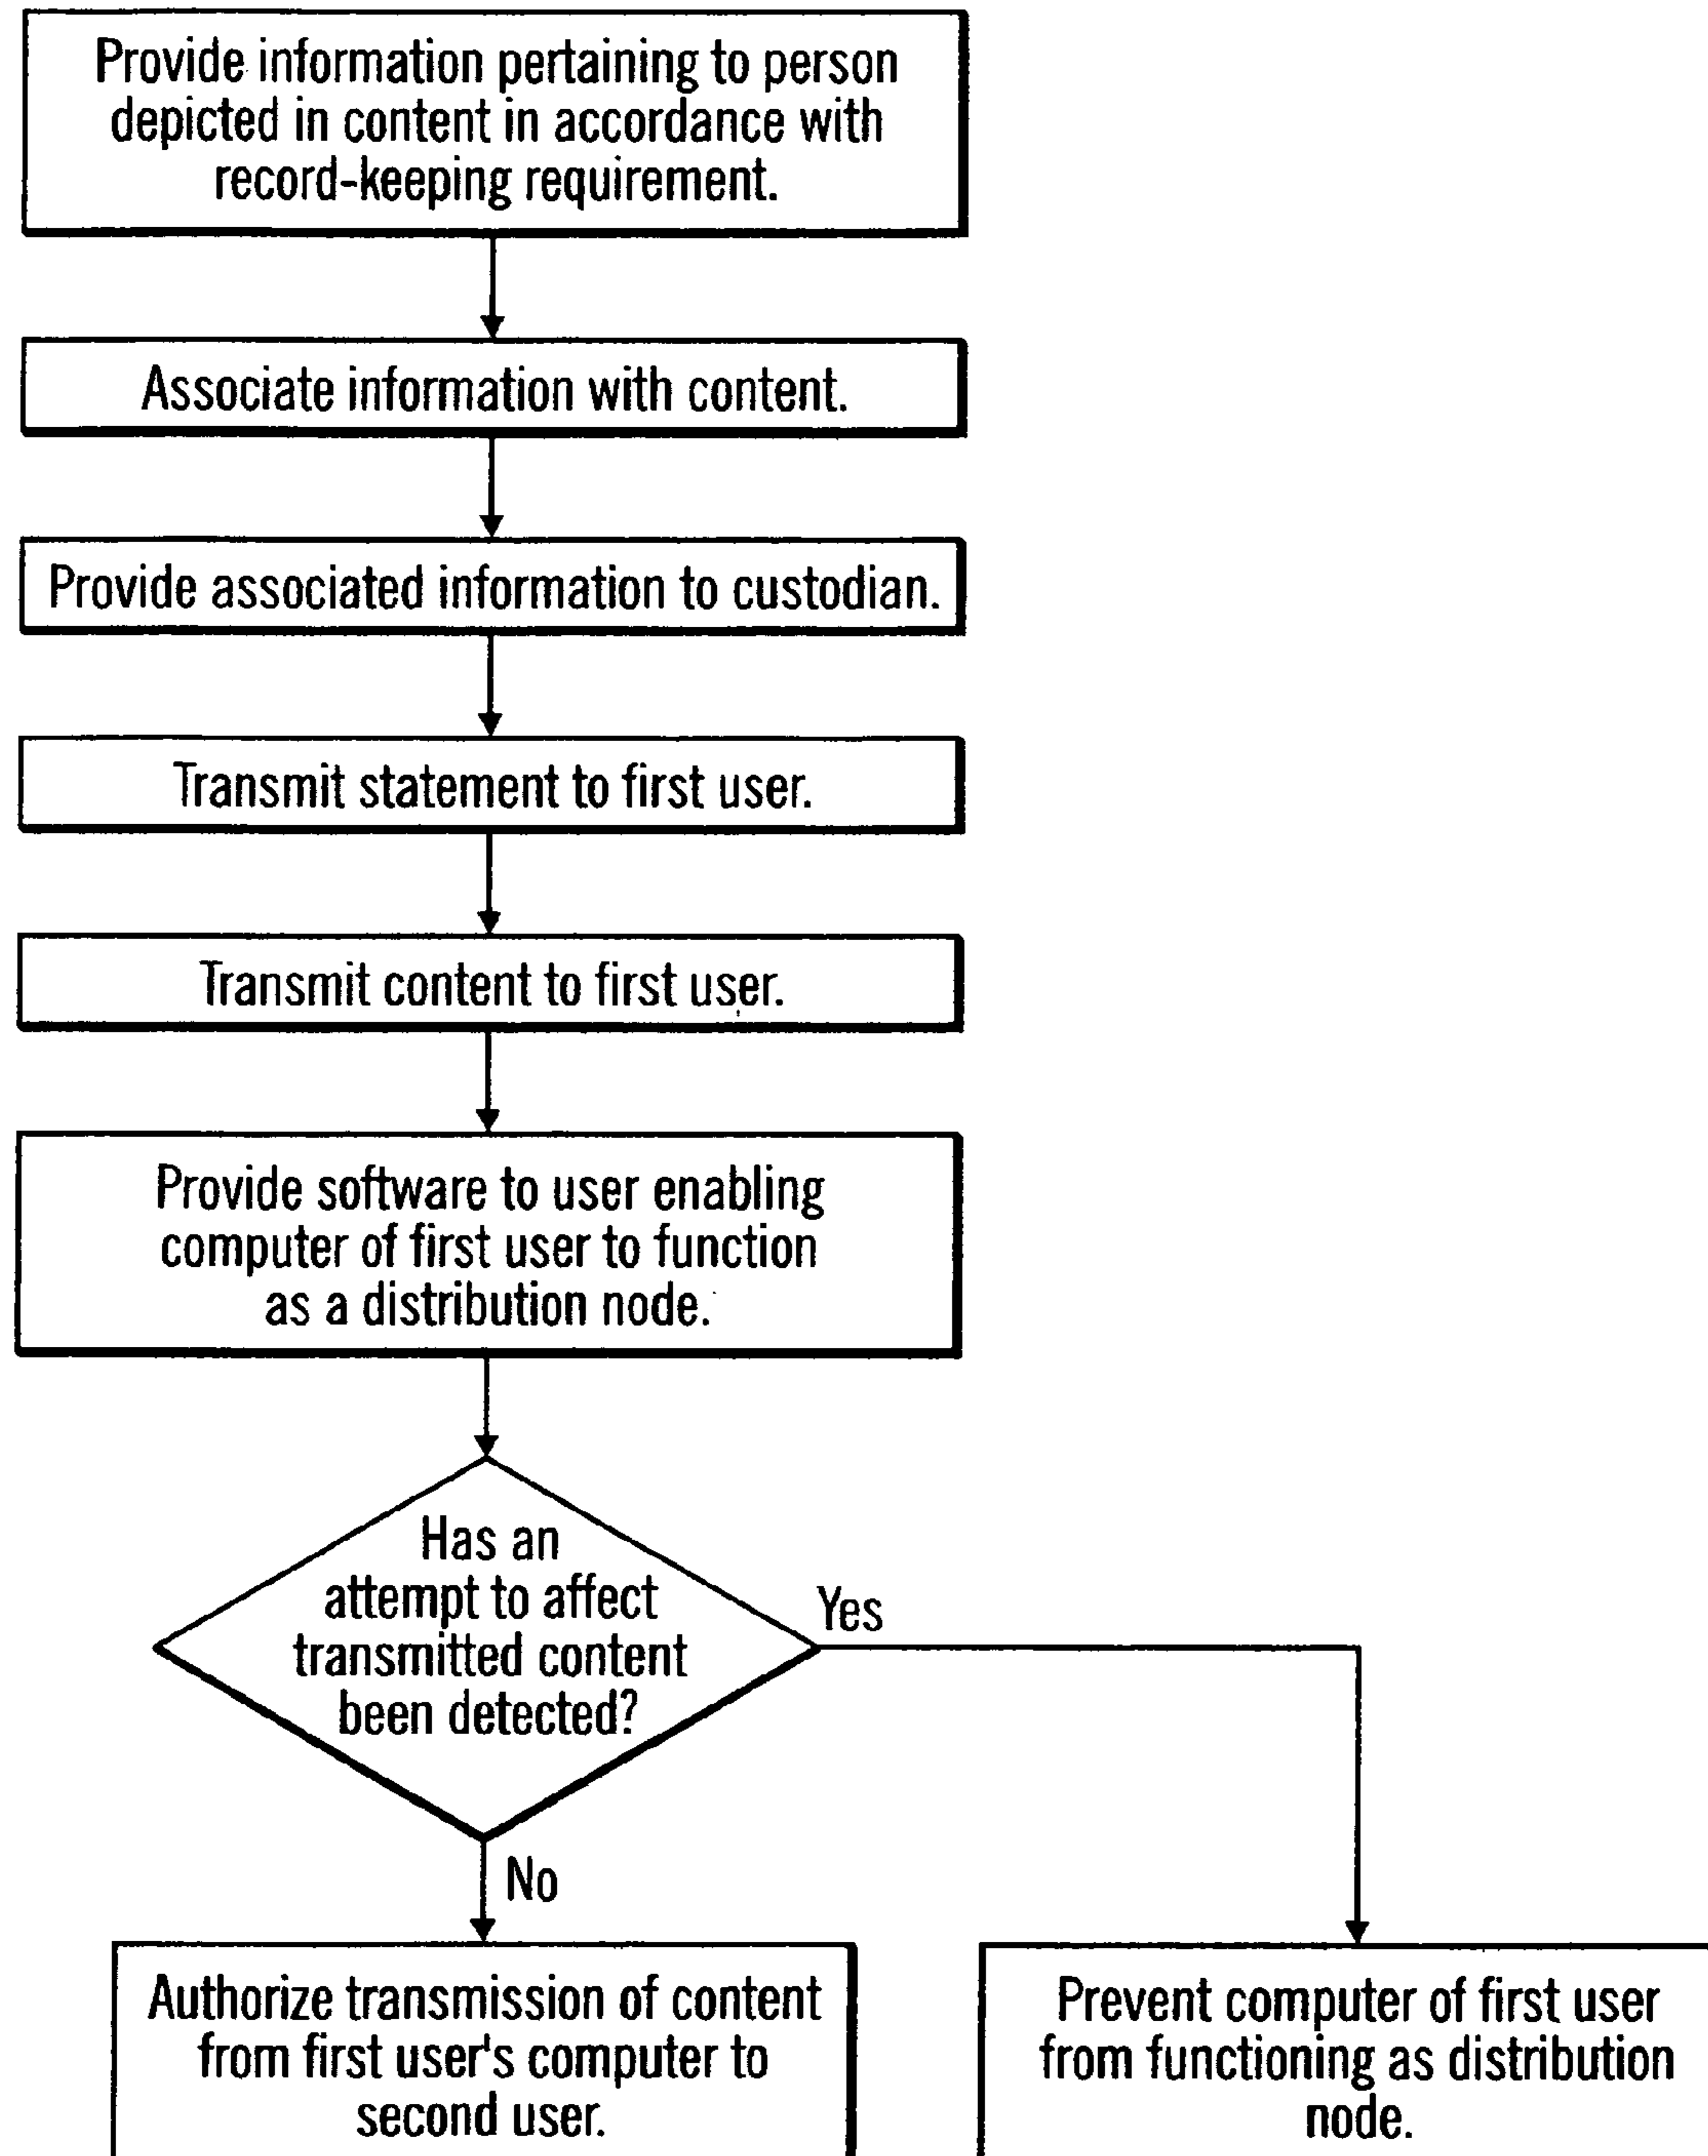 Provide information pertaining to person
depicted in content in accordance with
record-keeping requirement.
Associate information with content.
Provide associated information to custodian.
Transmit statement to first user.
Transmit content to first user.
Provide software to user enabling
computer of first user to function
as a distribution node.
Has an
attempt to affect
transmitted content
been detected?
Yes
No
Authorize transmission of content
from first user's computer to
second user.
Prevent computer of first user
from functioning as distribution
node.